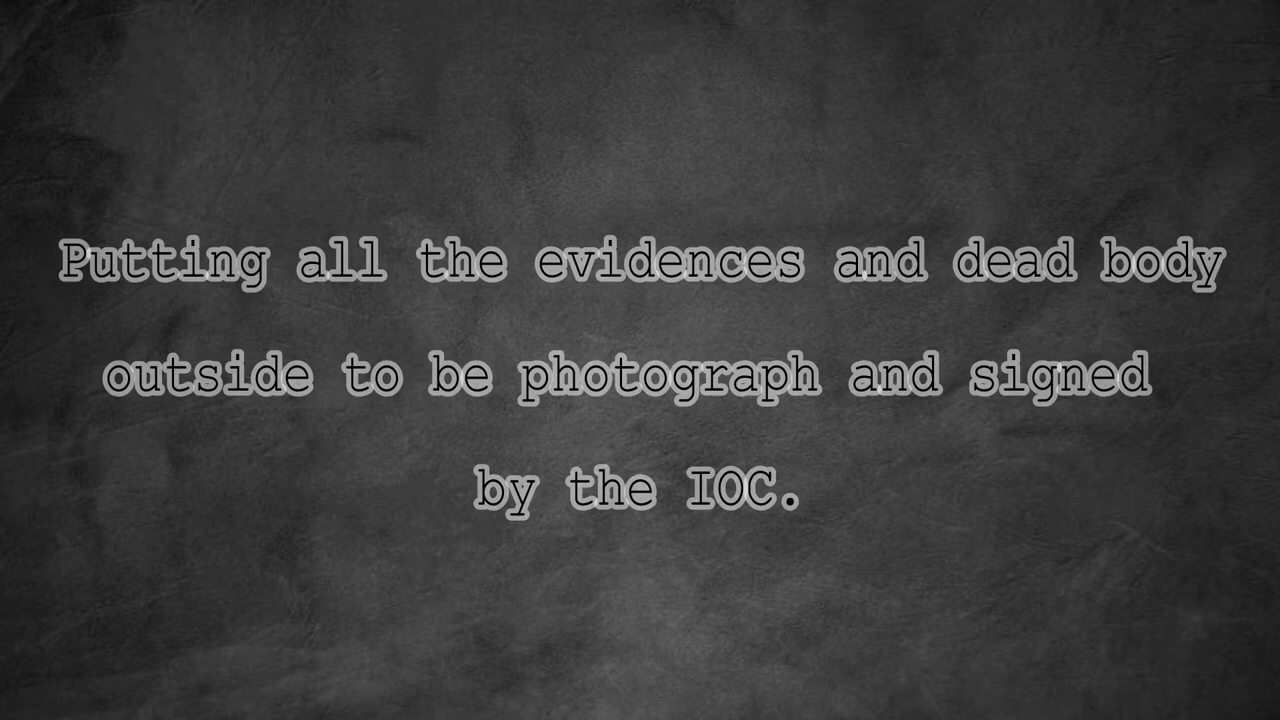 Putting all the evidences and dead body
outside to be photograph and signed
by the IOC.